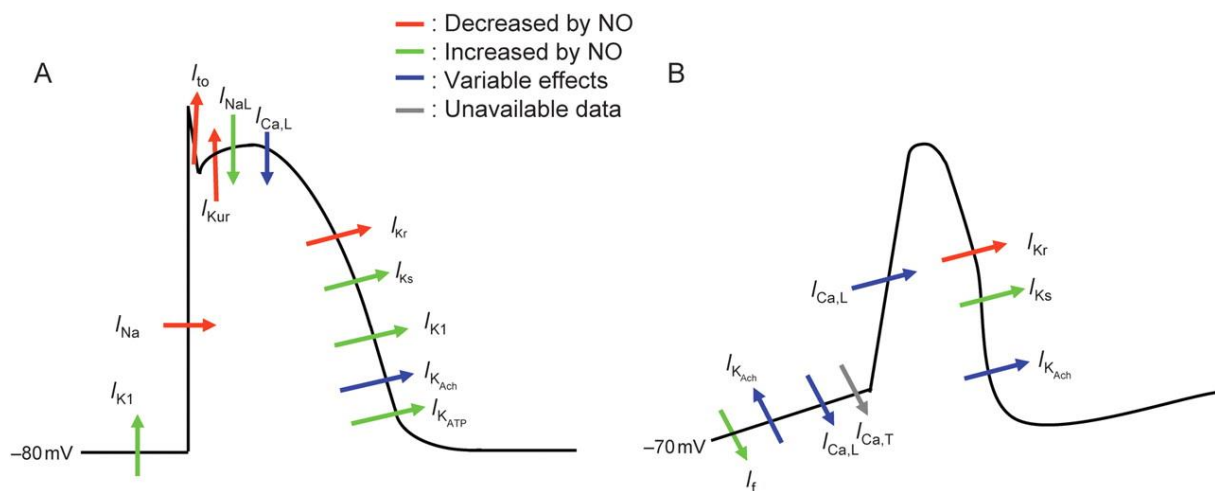 : Decreased by NO
: Increased by NO
: Variable effects
: Unavailable data
A
Ito
INaL
ICa,L
IKur
IKr
IKs
INa
IK1
IKAch
IKATP
IK1
–80 mV
B
IKr
ICa,L
IKs
IKAch
IKAch
–70 mV
ICa,L
ICa,T
If